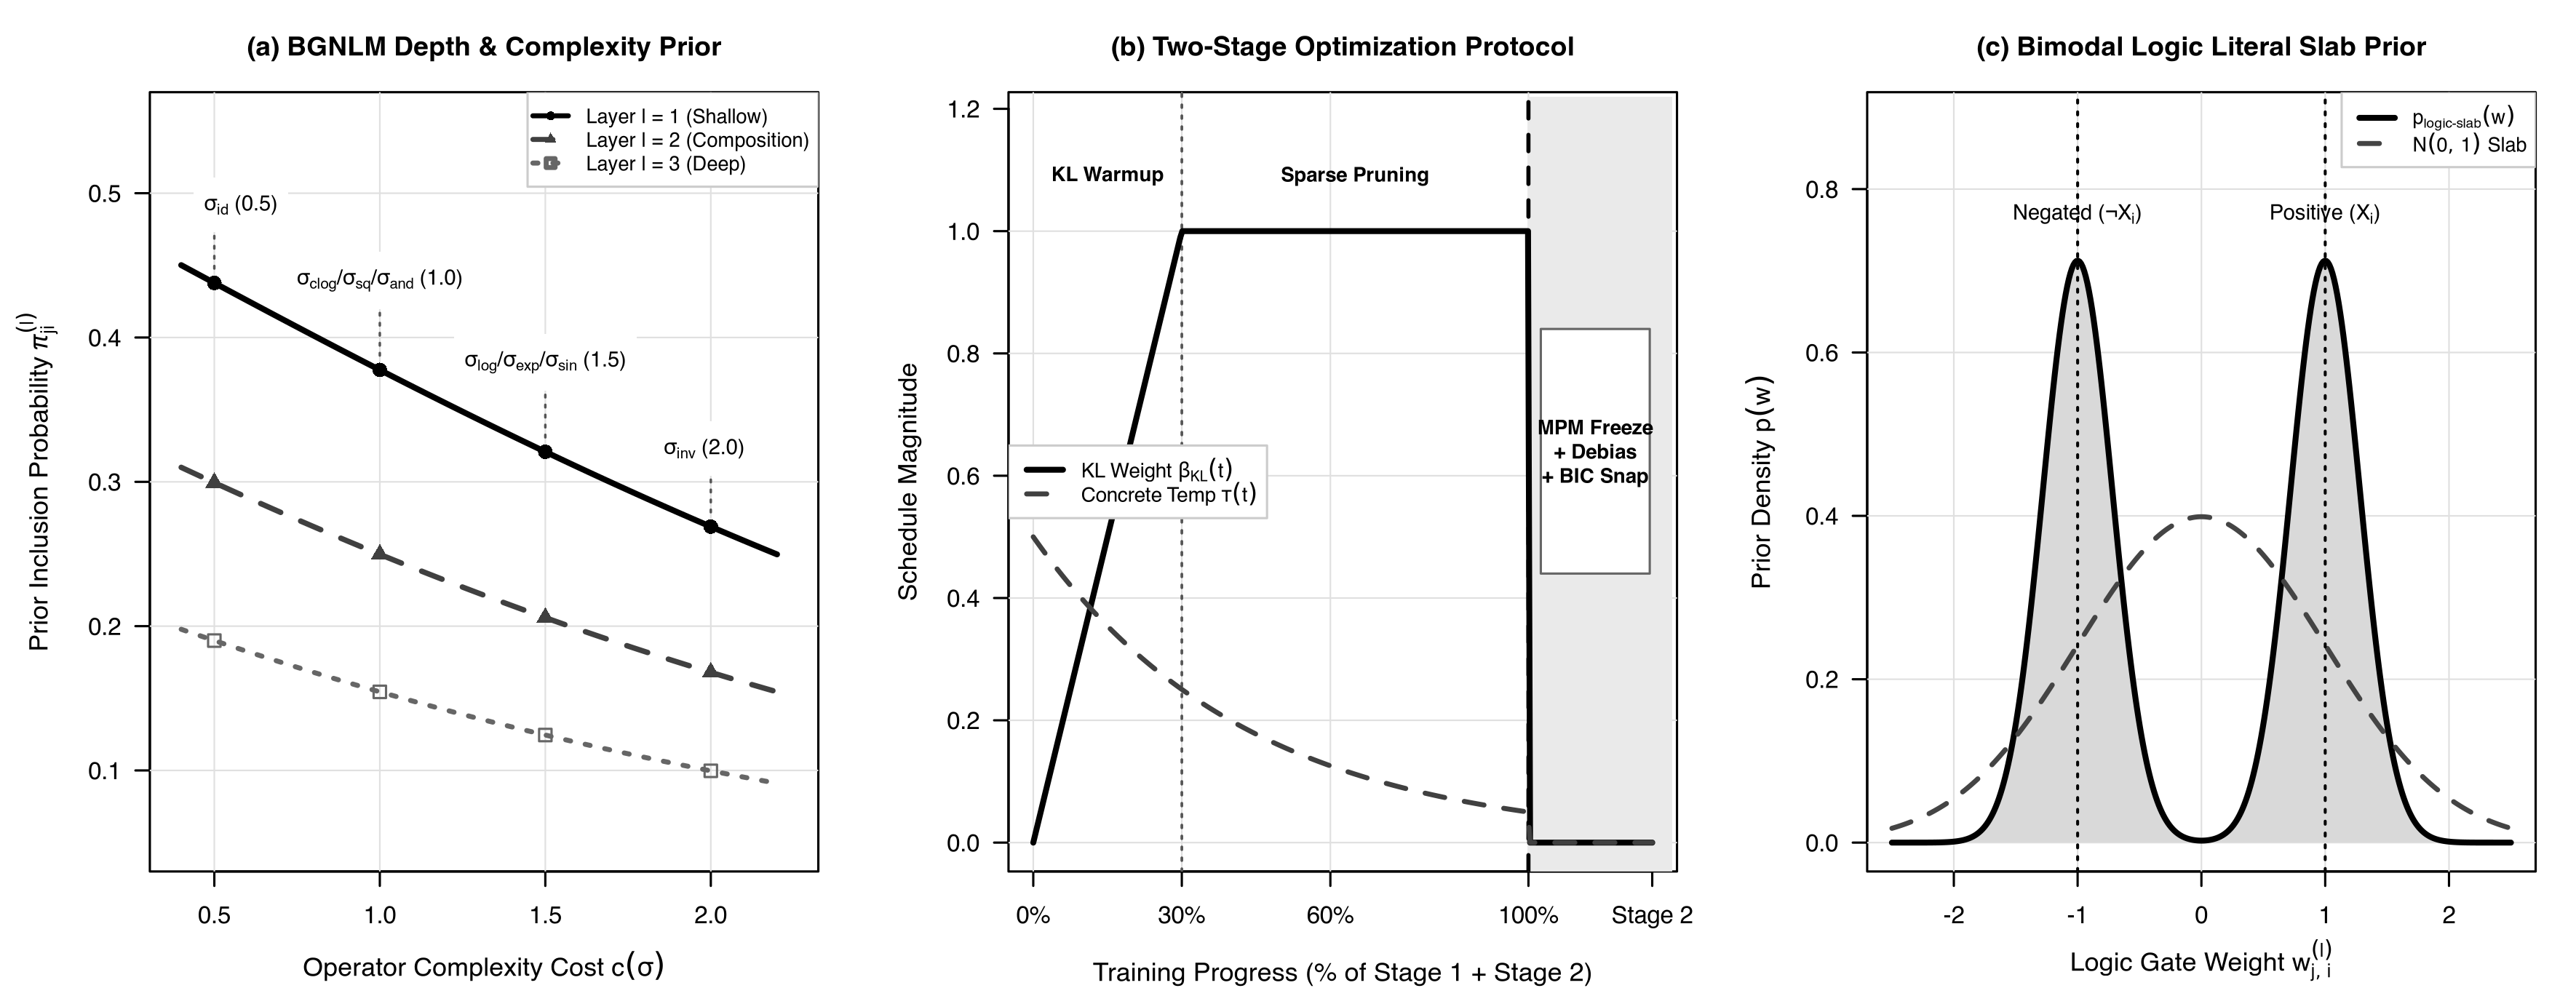 (a) BGNLM Depth & Complexity Prior
Layer l = 1 (Shallow)
Layer l = 2 (Composition)
Layer l = 3 (Deep)
σid (0.5)
σclog/σsq/σand (1.0)
σlog/σexp/σsin (1.5)
σinv (2.0)
0.5
0.4
0.3
0.2
0.1
Prior Inclusion Probability πji(l)
0.5 1.0 1.5 2.0
Operator Complexity Cost c(σ)
(b) Two-Stage Optimization Protocol
KL Warmup
Sparse Pruning
MPM Freeze
+ Debias
+ BIC Snap
KL Weight βKL(t)
Concrete Temp τ(t)
1.2
1.0
0.8
0.6
0.4
0.2
0.0
Schedule Magnitude
0% 30% 60% 100% Stage 2
Training Progress (% of Stage 1 + Stage 2)
(c) Bimodal Logic Literal Slab Prior
plogic-slab(w)
N(0, 1) Slab
Negated (¬Xi)
Positive (Xi)
0.8
0.6
0.4
0.2
0.0
Prior Density p(w)
-2 -1 0 1 2
Logic Gate Weight wj, i(l)